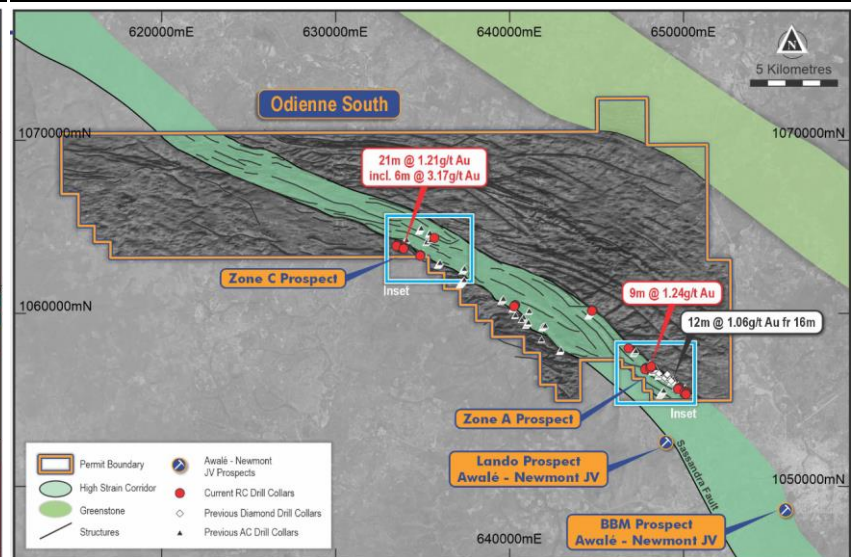 620000mE
630000mE
640000mE
650000mE
N
5 Kilometres
Odienne South
1070000mN
1070000mN
21m @ 1.21g/t Au
incl. 6m @ 3.17g/t Au
Zone C Prospect
Inset
1060000mN
9m @ 1.24g/t Au
12m @ 1.06g/t Au fr 16m
Zone A Prospect
Inset
Lando Prospect
Awalé - Newmont JV
Sassandra Fault
1050000mN
BBM Prospect
Awalé - Newmont JV
640000mE
Permit Boundary
High Strain Corridor
Greenstone
Structures
Awalé - Newmont
JV Prospects
Current RC Drill Collars
Previous Diamond Drill Collars
Previous AC Drill Collars